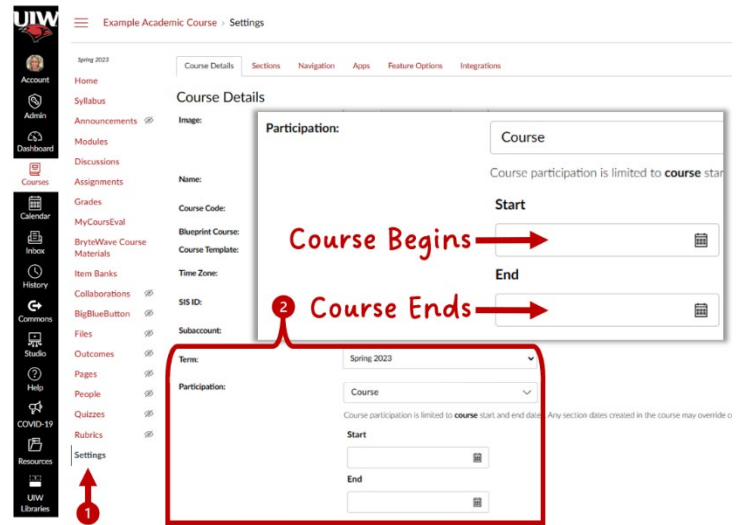 UIW
Account
Admin
Dashboard
Courses
Calendar
Inbox
History
Commons
Studio
Help
COVID-19
Resources
UIW
Libraries
Example Academic Course › Settings
Spring 2023
Home
Syllabus
Announcements
Modules
Discussions
Assignments
Grades
MyCoursEval
BryteWave Course
Materials
Item Banks
Collaborations
BigBlueButton
Files
Outcomes
Pages
People
Quizzes
Rubrics
Settings
1
Course Details Sections Navigation Apps Feature Options Integrations
Course Details
Image:
Name:
Course Code:
Blueprint Course:
Course Template:
Time Zone:
SIS ID:
Subaccount:
Participation:
Course
Course participation is limited to course star
Start
Course Begins
End
2 Course Ends
Term: Spring 2023
Participation: Course
Course participation is limited to course start and end dates. Any section dates created in the course may override c
Start
End